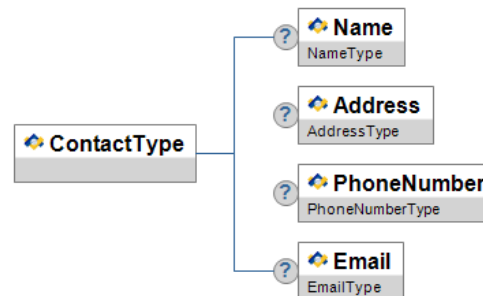 ?
Name
NameType
?
Address
AddressType
ContactType
?
PhoneNumber
PhoneNumberType
?
Email
EmailType